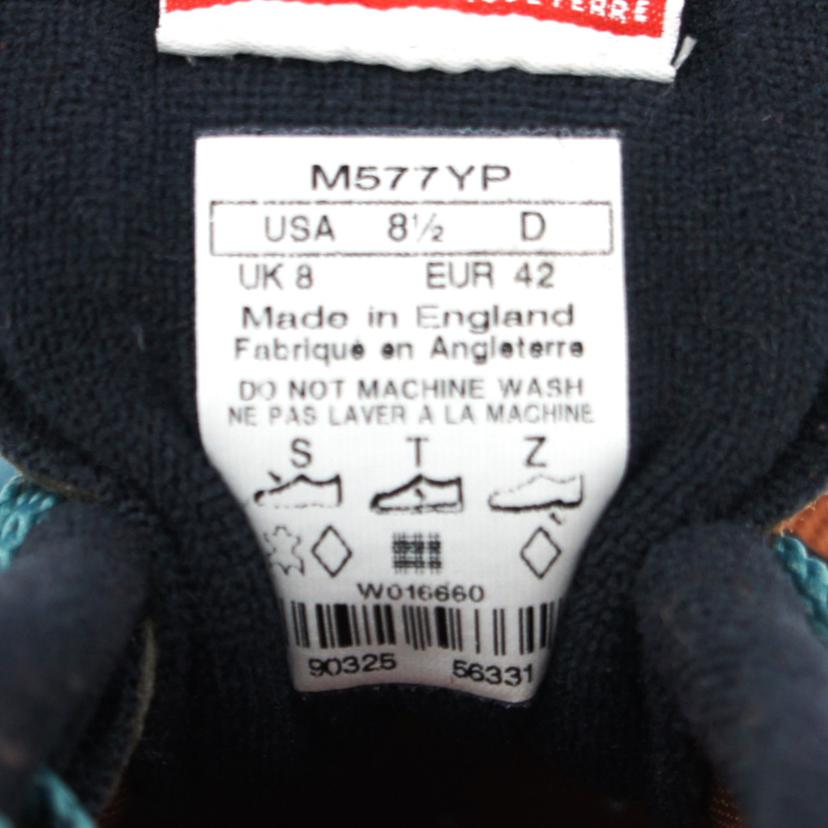 M577YP
USA 8½ D
UK 8 EUR 42
Made in England
Fabriqué en Angleterre
DO NOT MACHINE WASH
NE PAS LAVER A LA MACHINE
S T Z
W016660
90325 56331